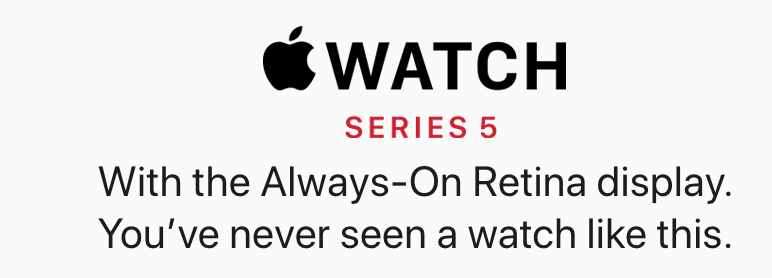 WATCH
SERIES 5
With the Always-On Retina display.
You’ve never seen a watch like this.